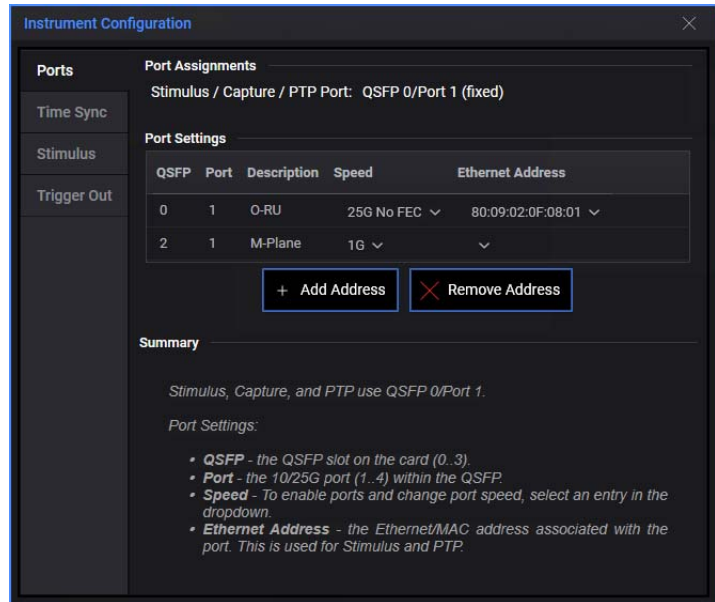 Instrument Configuration
Ports
Time Sync
Stimulus
Trigger Out
Port Assignments
Stimulus / Capture / PTP Port: QSFP 0/Port 1 (fixed)
Port Settings
QSFP Port Description Speed Ethernet Address
0 1 O-RU 25G No FEC 80:09:02:0F:08:01
2 1 M-Plane 1G
+ Add Address Remove Address
Summary
Stimulus, Capture, and PTP use QSFP 0/Port 1.
Port Settings:
• QSFP - the QSFP slot on the card (0..3).
• Port - the 10/25G port (1..4) within the QSFP.
• Speed - To enable ports and change port speed, select an entry in the
dropdown.
• Ethernet Address - the Ethernet/MAC address associated with the
port. This is used for Stimulus and PTP.